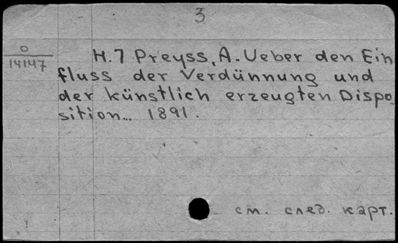 3
O
14147
H.7 Preyss, A. Ueber den Ein
fluss der Verdünnung und
der künstlich erzeugten Dispo
sition... 1891.
см. след. карт.